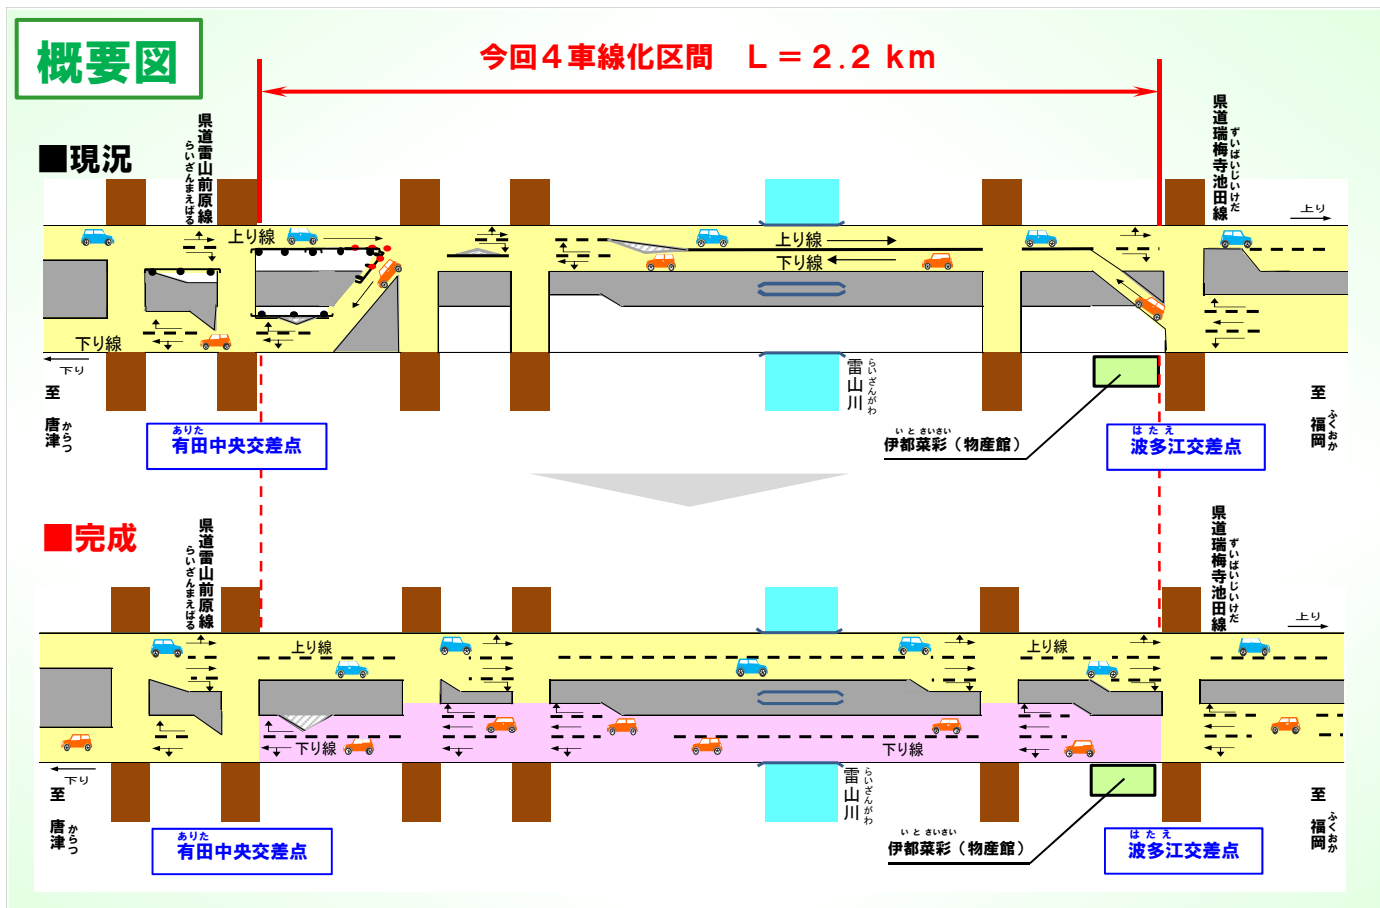 概要図
今回４車線化区間　Ｌ＝２.２ｋｍ
■現況
県道雷山前原線
らいざんまえばる
県道瑞梅寺池田線
ずいばいじいけだ
上り
上り線
上り線
下り線
下り線
下り
至 唐津
からつ
ありた
有田中央交差点
雷山川
らいざんがわ
い と さいさい
伊都菜彩（物産館）
は た え
波多江交差点
至 福岡
ふくおか
■完成
県道雷山前原線
らいざんまえばる
県道瑞梅寺池田線
ずいばいじいけだ
上り
上り線
上り線
下り線
下り線
下り
至 唐津
からつ
ありた
有田中央交差点
雷山川
らいざんがわ
い と さいさい
伊都菜彩（物産館）
は た え
波多江交差点
至 福岡
ふくおか